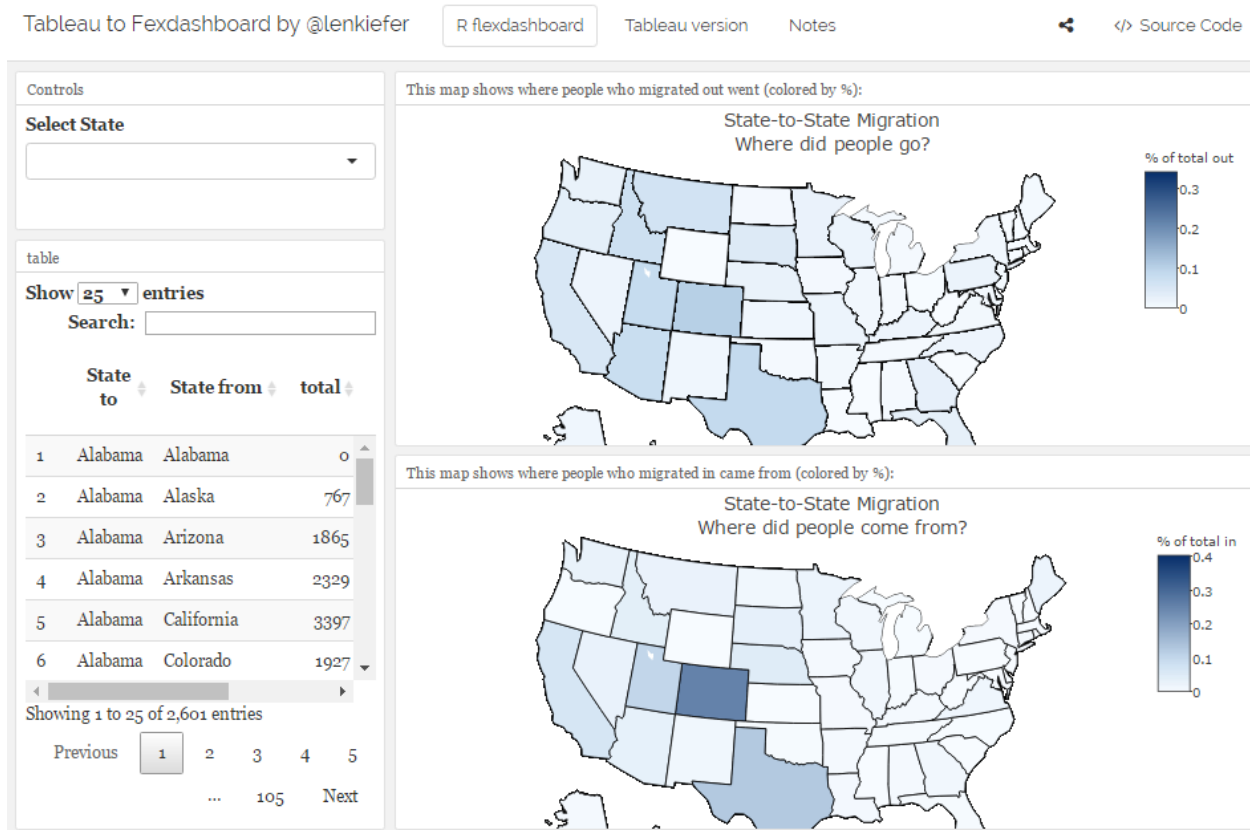 Tableau to Fexdashboard by @lenkiefer
R flexdashboard
Tableau version
Notes
</> Source Code
Controls
Select State
table
Show 25 entries
Search:
State to
State from
total
1 Alabama Alabama 0
2 Alabama Alaska 767
3 Alabama Arizona 1865
4 Alabama Arkansas 2329
5 Alabama California 3397
6 Alabama Colorado 1927
Showing 1 to 25 of 2,601 entries
Previous 1 2 3 4 5
... 105 Next
This map shows where people who migrated out went (colored by %):
State-to-State Migration
Where did people go?
% of total out
0.3
0.2
0.1
0
This map shows where people who migrated in came from (colored by %):
State-to-State Migration
Where did people come from?
% of total in
0.4
0.3
0.2
0.1
0